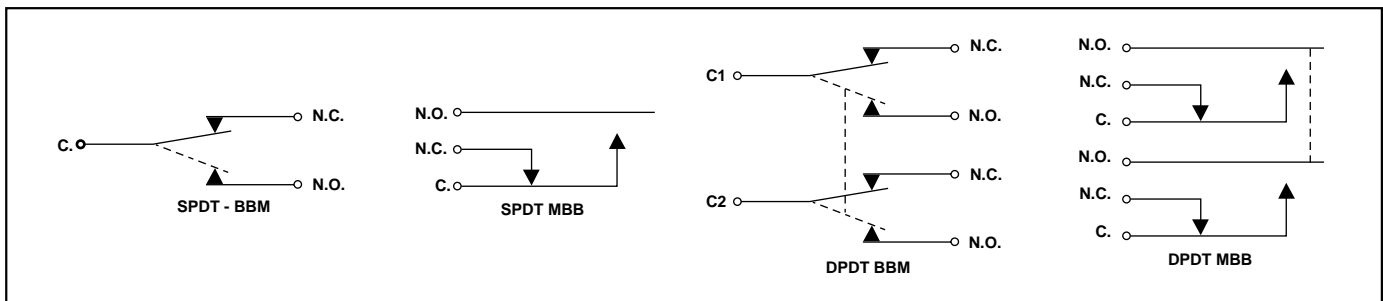 C.
N.C.
N.O.
SPDT - BBM
N.O.
N.C.
C.
SPDT MBB
C1
N.C.
N.O.
C2
N.C.
N.O.
DPDT BBM
N.O.
N.C.
C.
N.O.
N.C.
C.
DPDT MBB